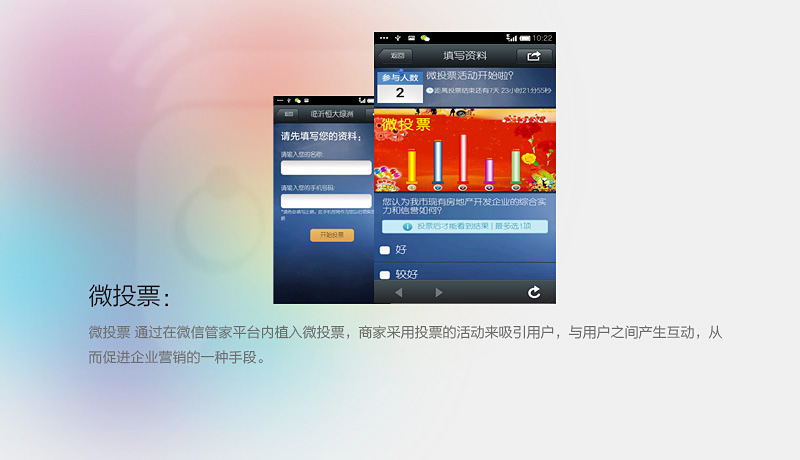 10:22
返回
填写资料
参与人数
2
微投票活动开始啦?
距离投票结束还有7天 23小时21分55秒
微投票
您认为我市现有房地产开发企业的综合实
力和信誉如何?
投票后才能看到结果 | 最多选1项
好
较好
临沂恒大绿洲
请先填写您的资料;
请输入您的名称:
请输入您的手机号码:
开始投票
微投票:
微投票 通过在微信管家平台内植入微投票，商家采用投票的活动来吸引用户，与用户之间产生互动，从
而促进企业营销的一种手段。